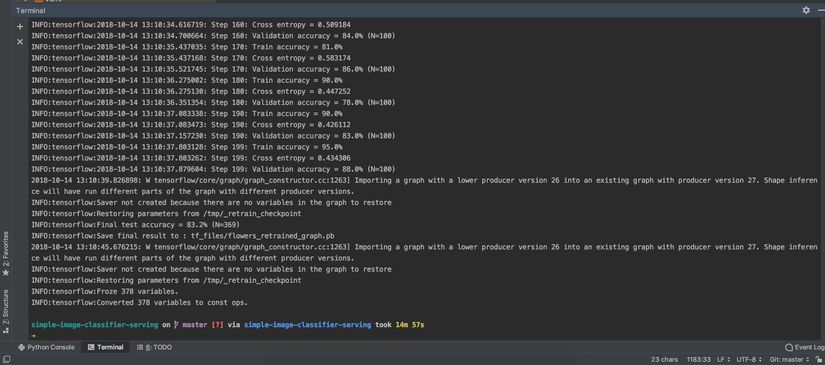 Terminal
INFO:tensorflow:2018-10-14 13:10:34.616719: Step 160: Cross entropy = 0.509184
INFO:tensorflow:2018-10-14 13:10:34.700664: Step 160: Validation accuracy = 84.0% (N=100)
INFO:tensorflow:2018-10-14 13:10:35.437035: Step 170: Train accuracy = 81.0%
INFO:tensorflow:2018-10-14 13:10:35.437168: Step 170: Cross entropy = 0.583174
INFO:tensorflow:2018-10-14 13:10:35.521745: Step 170: Validation accuracy = 86.0% (N=100)
INFO:tensorflow:2018-10-14 13:10:36.275002: Step 180: Train accuracy = 90.0%
INFO:tensorflow:2018-10-14 13:10:36.275130: Step 180: Cross entropy = 0.447252
INFO:tensorflow:2018-10-14 13:10:36.351354: Step 180: Validation accuracy = 78.0% (N=100)
INFO:tensorflow:2018-10-14 13:10:37.083338: Step 190: Train accuracy = 90.0%
INFO:tensorflow:2018-10-14 13:10:37.083473: Step 190: Cross entropy = 0.426112
INFO:tensorflow:2018-10-14 13:10:37.157230: Step 190: Validation accuracy = 83.0% (N=100)
INFO:tensorflow:2018-10-14 13:10:37.803128: Step 199: Train accuracy = 95.0%
INFO:tensorflow:2018-10-14 13:10:37.803262: Step 199: Cross entropy = 0.434306
INFO:tensorflow:2018-10-14 13:10:37.879604: Step 199: Validation accuracy = 88.0% (N=100)
2018-10-14 13:10:39.826898: W tensorflow/core/graph/graph_constructor.cc:1263] Importing a graph with a lower producer version 26 into an existing graph with producer version 27. Shape inferen
ce will have run different parts of the graph with different producer versions.
INFO:tensorflow:Saver not created because there are no variables in the graph to restore
INFO:tensorflow:Restoring parameters from /tmp/_retrain_checkpoint
INFO:tensorflow:Final test accuracy = 83.2% (N=369)
INFO:tensorflow:Save final result to : tf_files/flowers_retrained_graph.pb
2018-10-14 13:10:45.676215: W tensorflow/core/graph/graph_constructor.cc:1263] Importing a graph with a lower producer version 26 into an existing graph with producer version 27. Shape inferen
ce will have run different parts of the graph with different producer versions.
INFO:tensorflow:Saver not created because there are no variables in the graph to restore
INFO:tensorflow:Restoring parameters from /tmp/_retrain_checkpoint
INFO:tensorflow:Froze 378 variables.
INFO:tensorflow:Converted 378 variables to const ops.
simple-image-classifier-serving on ? master [?] via simple-image-classifier-serving took 14m 57s
➜
2: Favorites
7: Structure
Python Console
Terminal
6: TODO
Event Log
23 chars 1183:33 LF UTF-8 Git: master